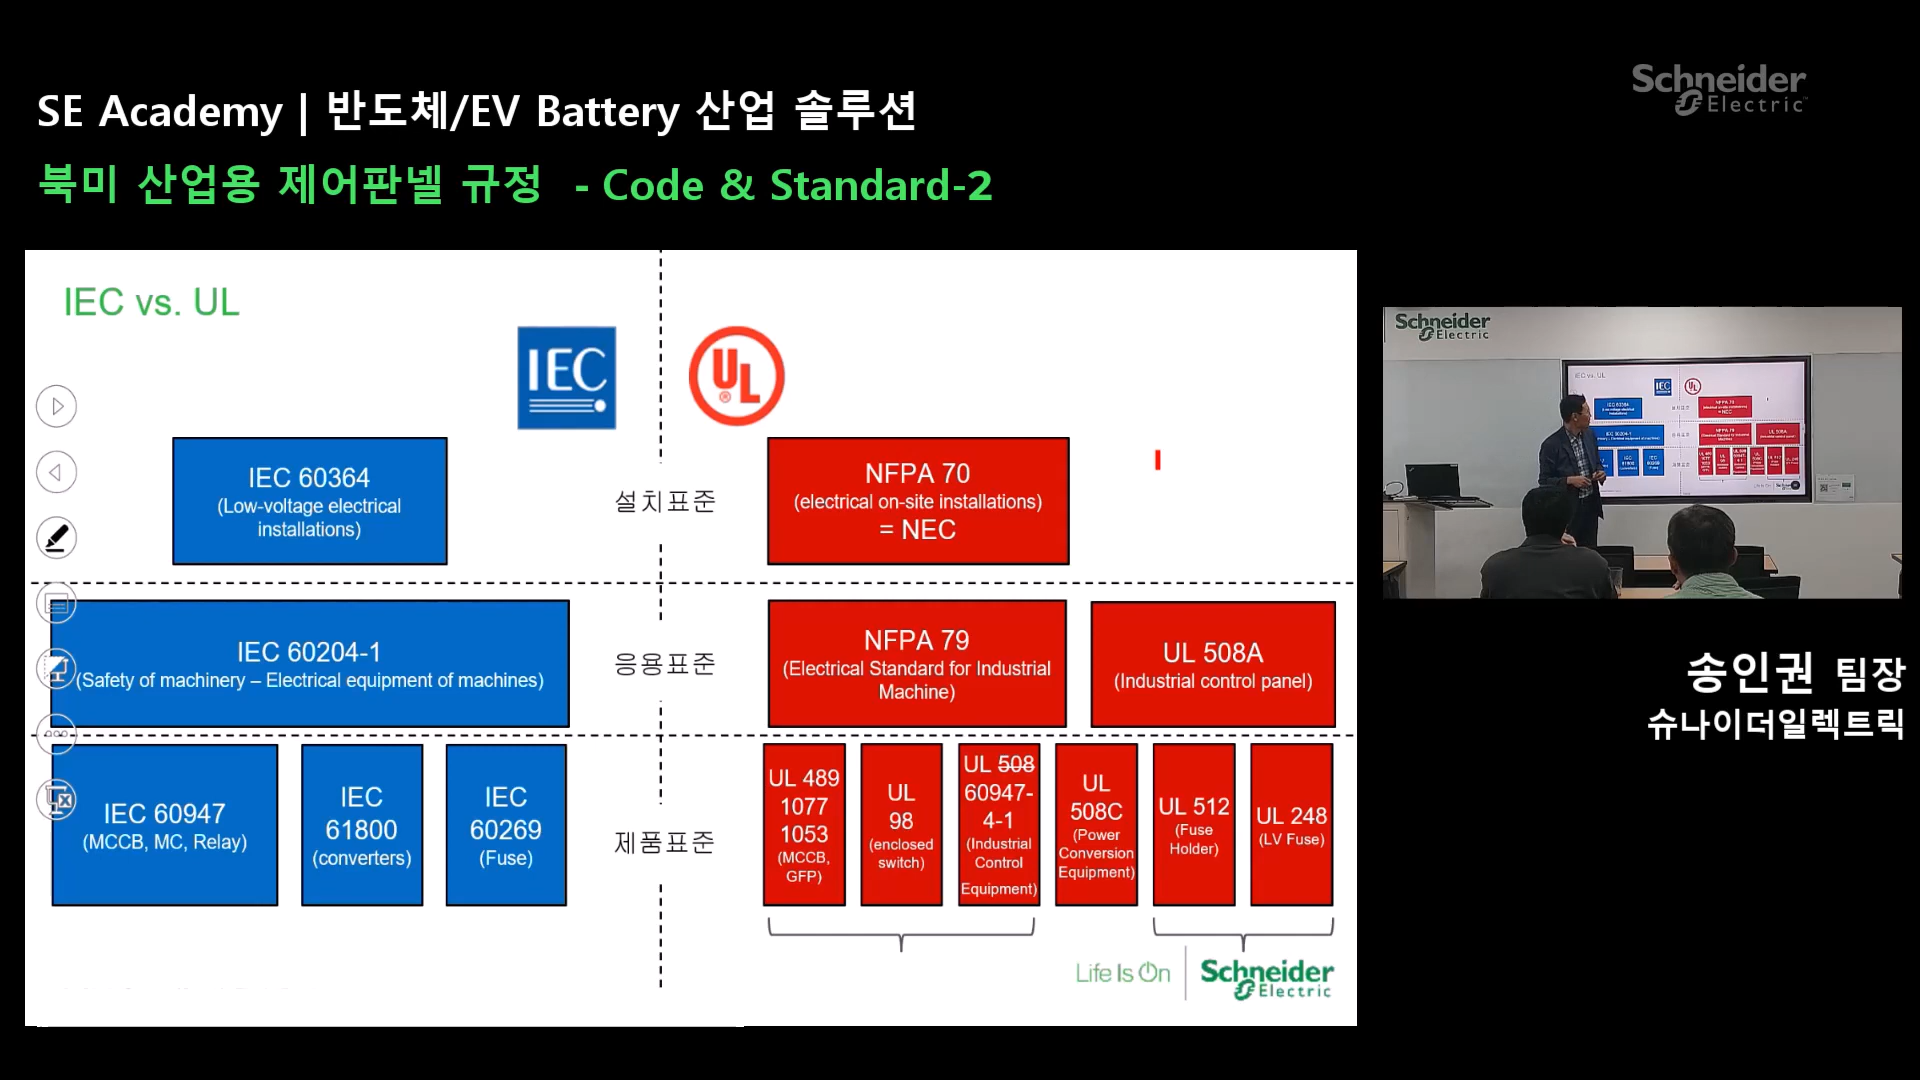 SE Academy | 반도체/EV Battery 산업 솔루션
Schneider
Electric
북미 산업용 제어판넬 규정 - Code & Standard-2
IEC vs. UL
IEC
UL
®
IEC 60364
(Low-voltage electrical
installations)
설치표준
NFPA 70
(electrical on-site installations)
= NEC
IEC 60204-1
(Safety of machinery – Electrical equipment of machines)
응용표준
NFPA 79
(Electrical Standard for Industrial
Machine)
UL 508A
(Industrial control panel)
IEC 60947
(MCCB, MC, Relay)
IEC
61800
(converters)
IEC
60269
(Fuse)
제품표준
UL 489
1077
1053
(MCCB,
GFP)
UL
98
(enclosed
switch)
UL 508
60947-
4-1
(Industrial
Control
Equipment)
UL
508C
(Power
Conversion
Equipment)
UL 512
(Fuse
Holder)
UL 248
(LV Fuse)
Life Is On
Schneider
Electric
Schneider
Electric
IEC vs. UL
IEC
UL
송인권 팀장
슈나이더일렉트릭